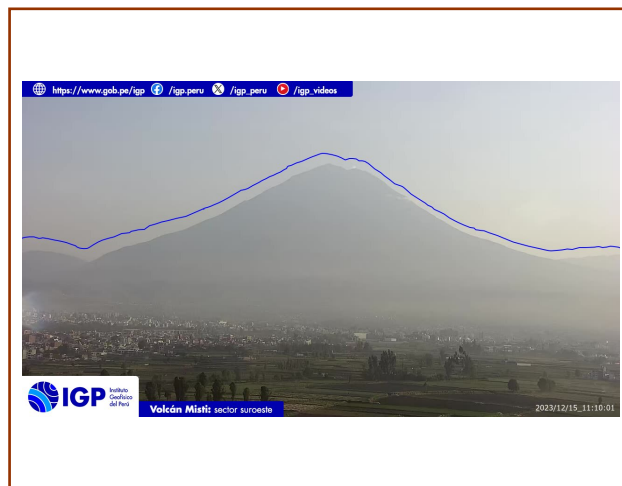 https://www.gob.pe/igp /igp.peru /igp_peru /igp_videos
IGP
Instituto
Geofísico
del Perú
Volcán Misti: sector suroeste
2023/12/15_11:10:01